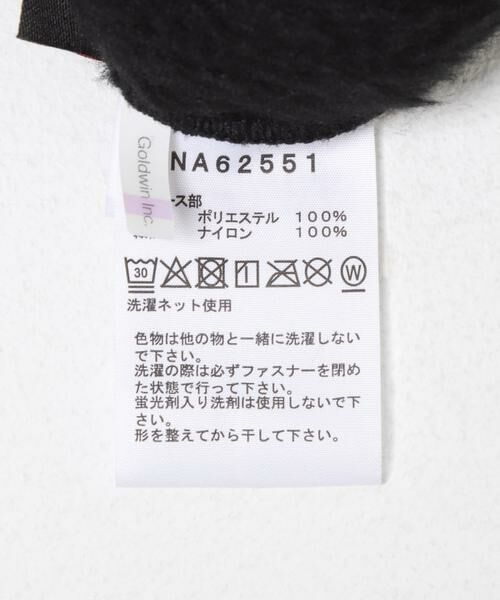 Goldwin Inc.
NA62551
ース部
ポリエステル 100%
ナイロン 100%
30
W
洗濯ネット使用
色物は他の物と一緒に洗濯しない
で下さい。
洗濯の際は必ずファスナーを閉め
た状態で行って下さい。
蛍光剤入り洗剤は使用しないで下
さい。
形を整えてから干して下さい。